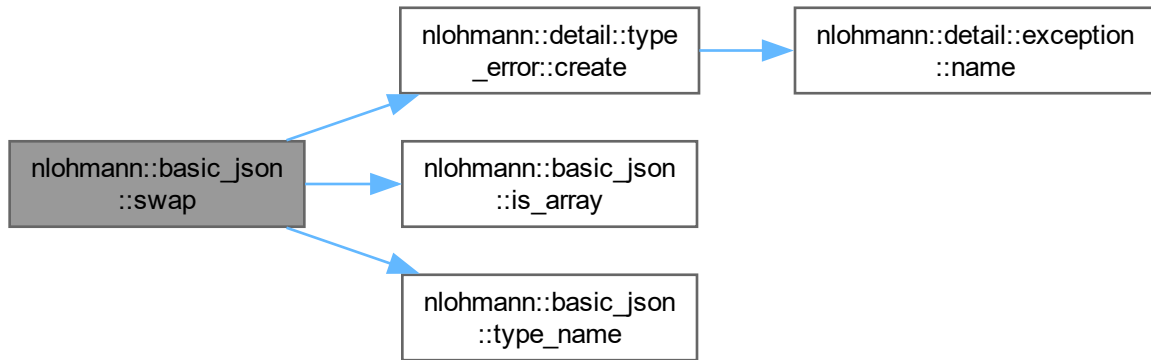 nlohmann::detail::type
_error::create
nlohmann::detail::exception
::name
nlohmann::basic_json
::swap
nlohmann::basic_json
::is_array
nlohmann::basic_json
::type_name